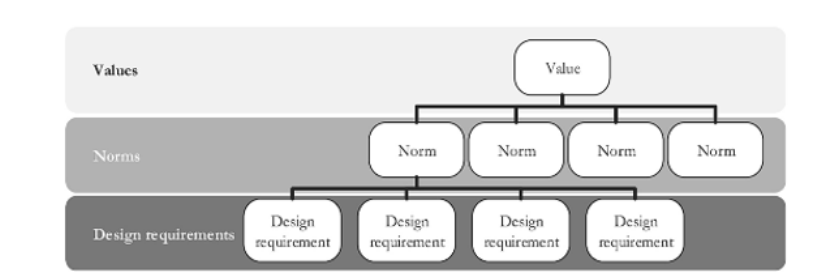 Values
Value
Norms
Norm
Norm
Norm
Norm
Design requirements
Design
requirement
Design
requirement
Design
requirement
Design
requirement